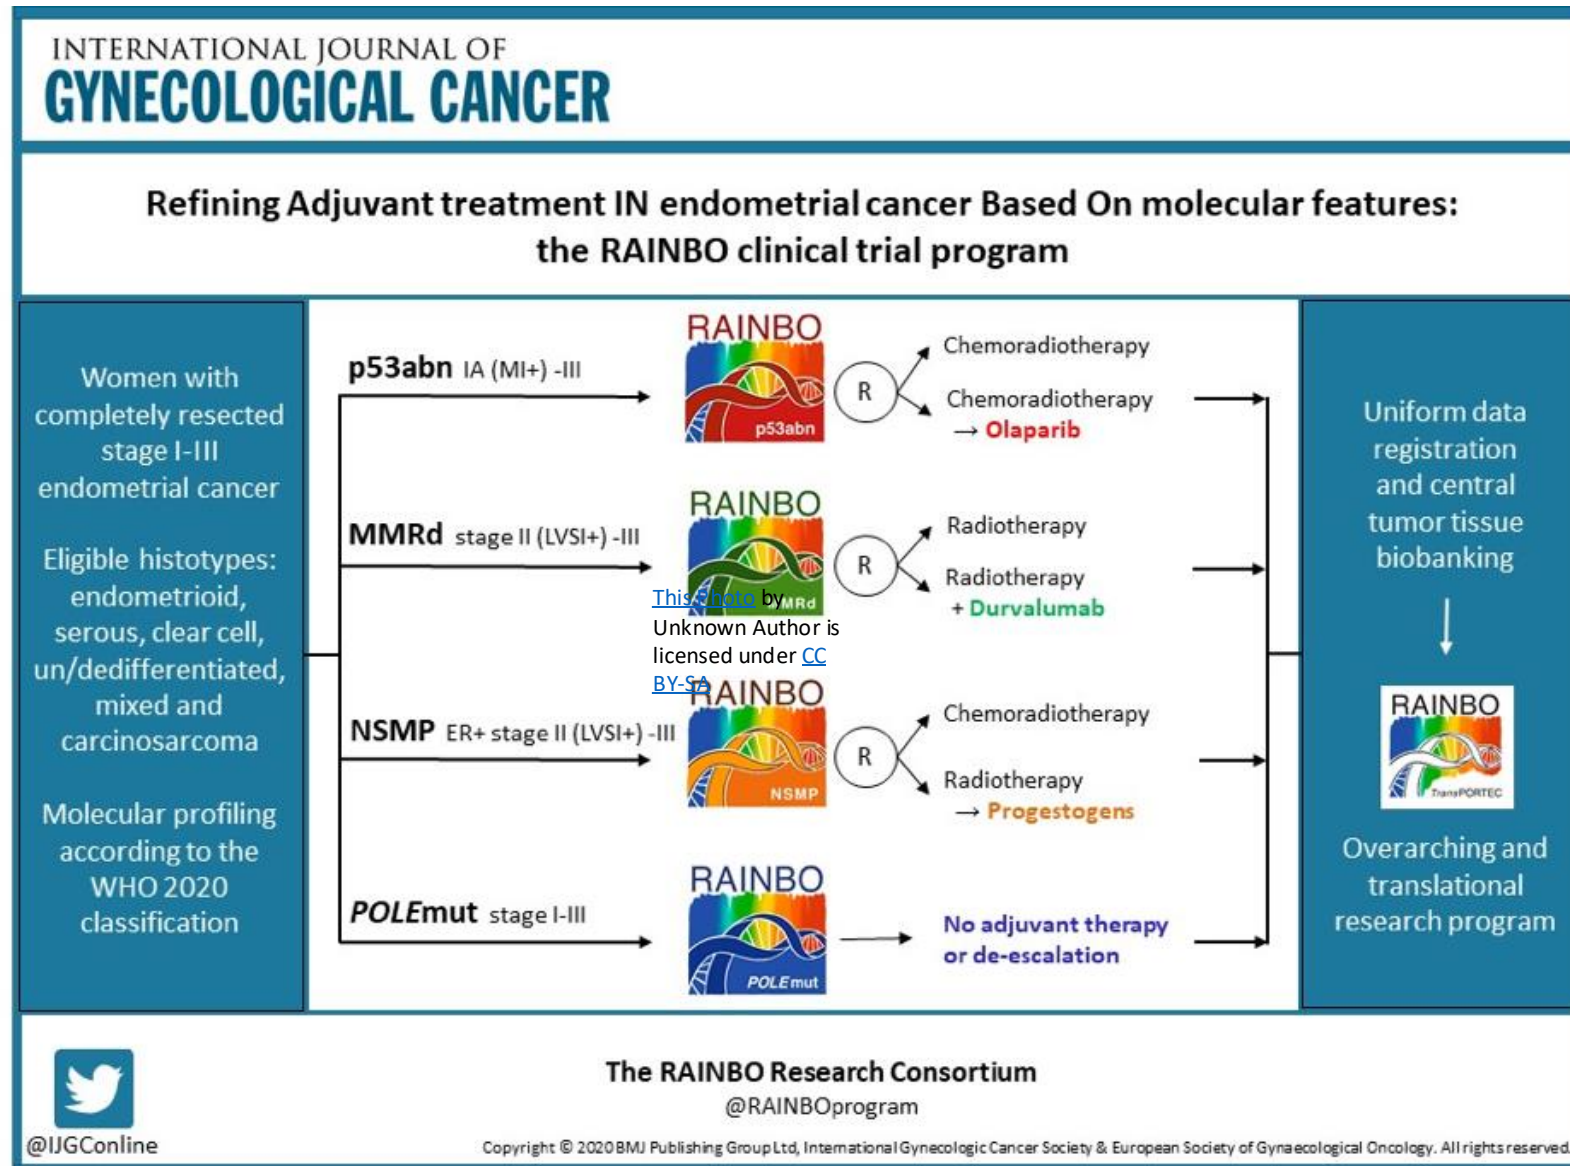 INTERNATIONAL JOURNAL OF
GYNECOLOGICAL CANCER
Refining Adjuvant treatment IN endometrial cancer Based On molecular features:
the RAINBO clinical trial program
Women with
completely resected
stage I-III
endometrial cancer
Eligible histotypes:
endometrioid,
serous, clear cell,
un/dedifferentiated,
mixed and
carcinosarcoma
Molecular profiling
according to the
WHO 2020
classification
p53abn IA (MI+) -III
RAINBO
p53abn
R
Chemoradiotherapy
Chemoradiotherapy
→ Olaparib
MMRd stage II (LVSI+) -III
RAINBO
MMRd
R
Radiotherapy
Radiotherapy
+ Durvalumab
This Photo by
Unknown Author is
licensed under CC
BY-SA
NSMP ER+ stage II (LVSI+) -III
RAINBO
NSMP
R
Chemoradiotherapy
Radiotherapy
→ Progestogens
POLEmut stage I-III
RAINBO
POLEmut
No adjuvant therapy
or de-escalation
Uniform data
registration
and central
tumor tissue
biobanking
RAINBO
TransPORTEC
Overarching and
translational
research program
@IJGConline
The RAINBO Research Consortium
@RAINBOprogram
Copyright © 2020 BMJ Publishing Group Ltd, International Gynecologic Cancer Society & European Society of Gynaecological Oncology. All rights reserved.